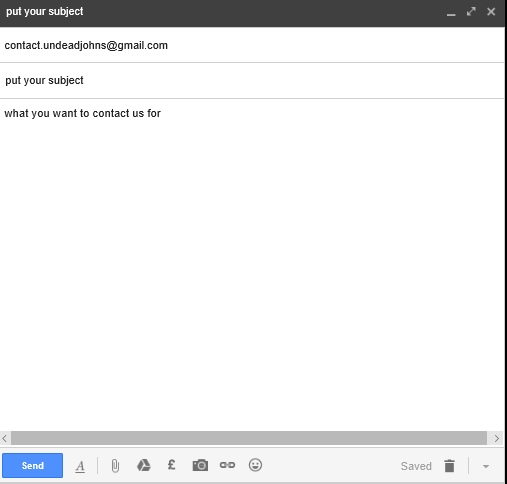 put your subject
contact.undeadjohns@gmail.com
put your subject
what you want to contact us for
Send A £ Saved